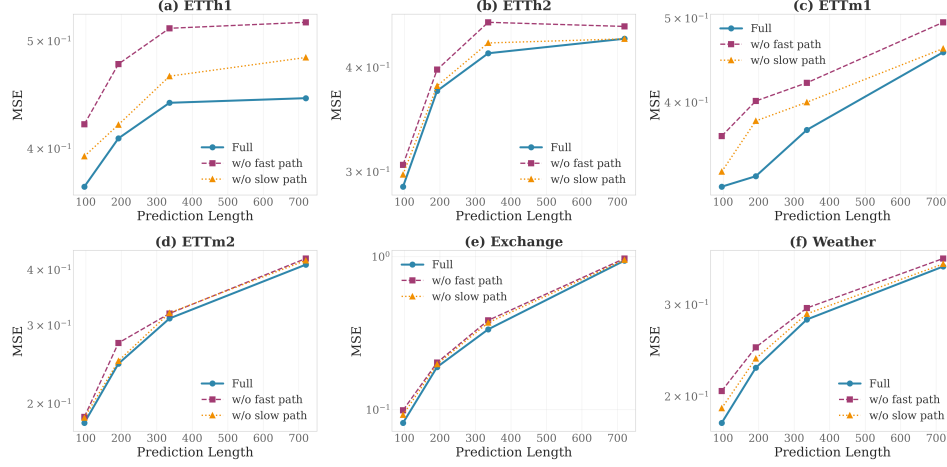 (a) ETTh1
MSE
5 × 10⁻¹
4 × 10⁻¹
Full
w/o fast path
w/o slow path
100 200 300 400 500 600 700
Prediction Length
(b) ETTh2
MSE
4 × 10⁻¹
3 × 10⁻¹
Full
w/o fast path
w/o slow path
100 200 300 400 500 600 700
Prediction Length
(c) ETTm1
MSE
5 × 10⁻¹
4 × 10⁻¹
Full
w/o fast path
w/o slow path
100 200 300 400 500 600 700
Prediction Length
(d) ETTm2
MSE
4 × 10⁻¹
3 × 10⁻¹
2 × 10⁻¹
Full
w/o fast path
w/o slow path
100 200 300 400 500 600 700
Prediction Length
(e) Exchange
MSE
10⁰
10⁻¹
Full
w/o fast path
w/o slow path
100 200 300 400 500 600 700
Prediction Length
(f) Weather
MSE
3 × 10⁻¹
2 × 10⁻¹
Full
w/o fast path
w/o slow path
100 200 300 400 500 600 700
Prediction Length